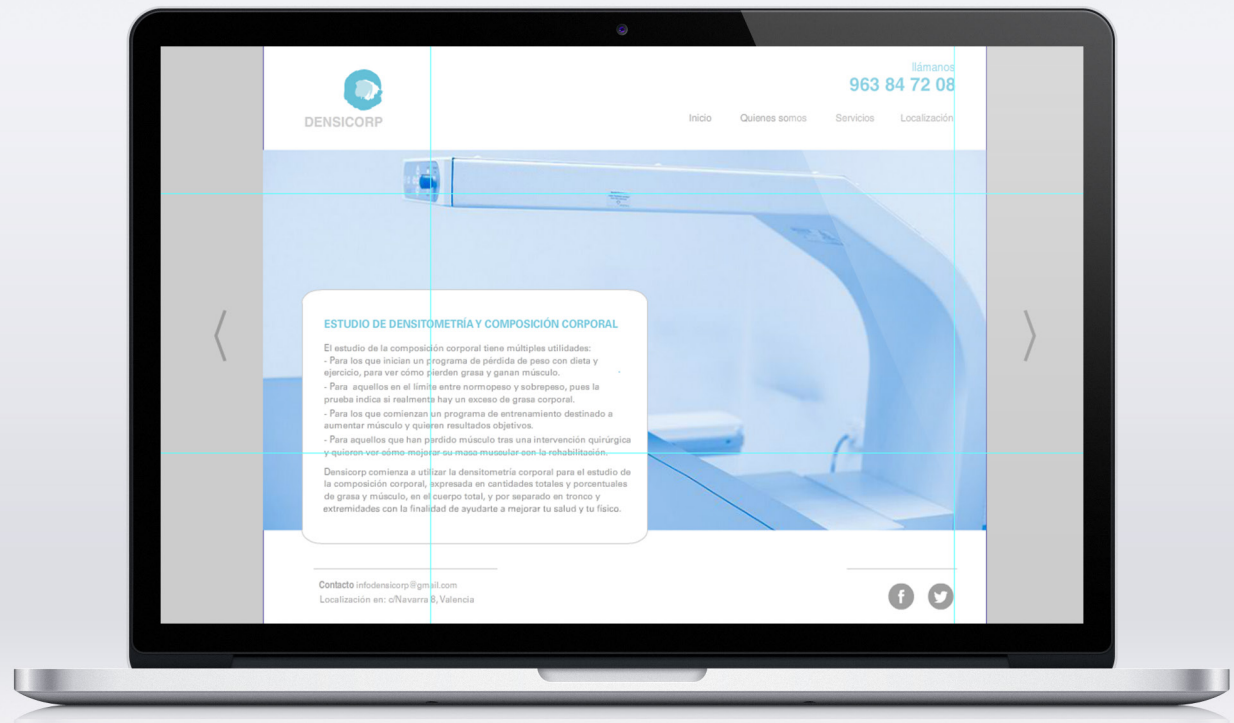 DENSICORP
llámanos
963 84 72 08
Inicio Quienes somos Servicios Localización
ESTUDIO DE DENSITOMETRÍA Y COMPOSICIÓN CORPORAL
El estudio de la composición corporal tiene múltiples utilidades:
- Para los que inician un programa de pérdida de peso con dieta y
ejercicio, para ver cómo pierden grasa y ganan músculo.
- Para aquellos en el límite entre normopeso y sobrepeso, pues la
prueba indica si realmente hay un exceso de grasa corporal.
- Para los que comienzan un programa de entrenamiento destinado a
aumentar músculo y quieren resultados objetivos.
- Para aquellos que han perdido músculo tras una intervención quirúrgica
y quieren ver cómo mejorar su masa muscular con la rehabilitación.
Densicorp comienza a utilizar la densitometría corporal para el estudio de
la composición corporal, expresada en cantidades totales y porcentuales
de grasa y músculo, en el cuerpo total, y por separado en tronco y
extremidades con la finalidad de ayudarte a mejorar tu salud y tu físico.
Contacto infodensicorp@gmail.com
Localización en: c/Navarra 8, Valencia